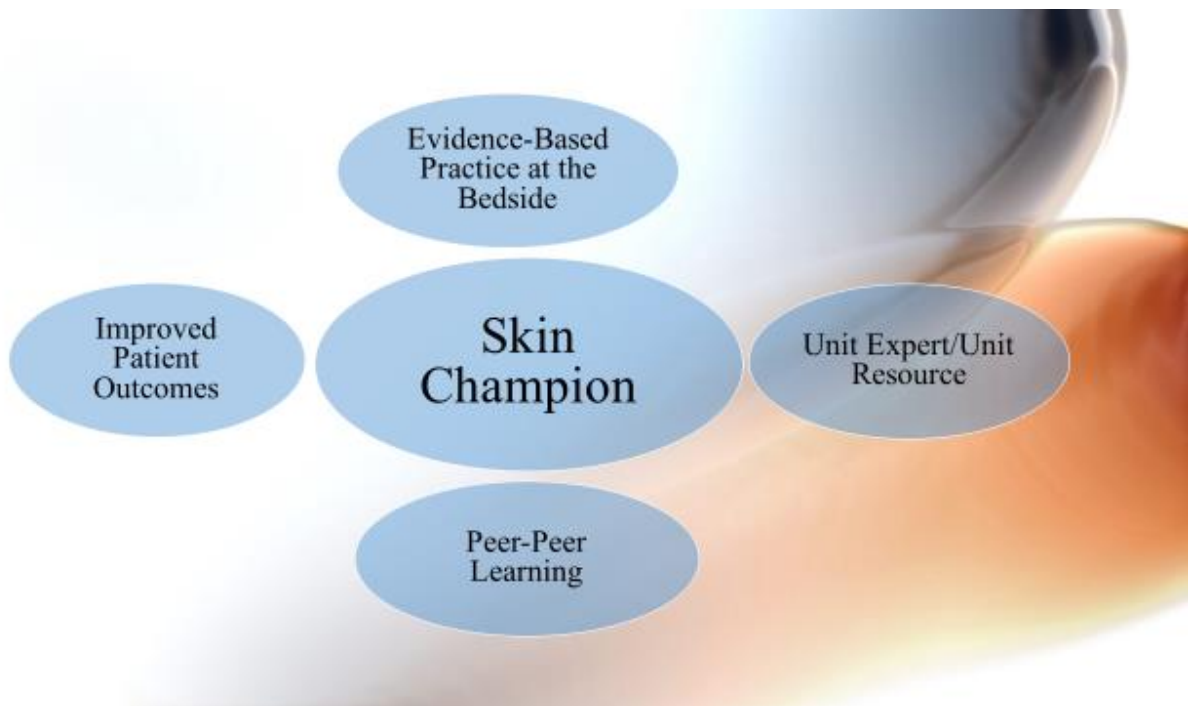 Evidence-Based
Practice at the
Bedside
Improved
Patient
Outcomes
Skin
Champion
Unit Expert/Unit
Resource
Peer-Peer
Learning